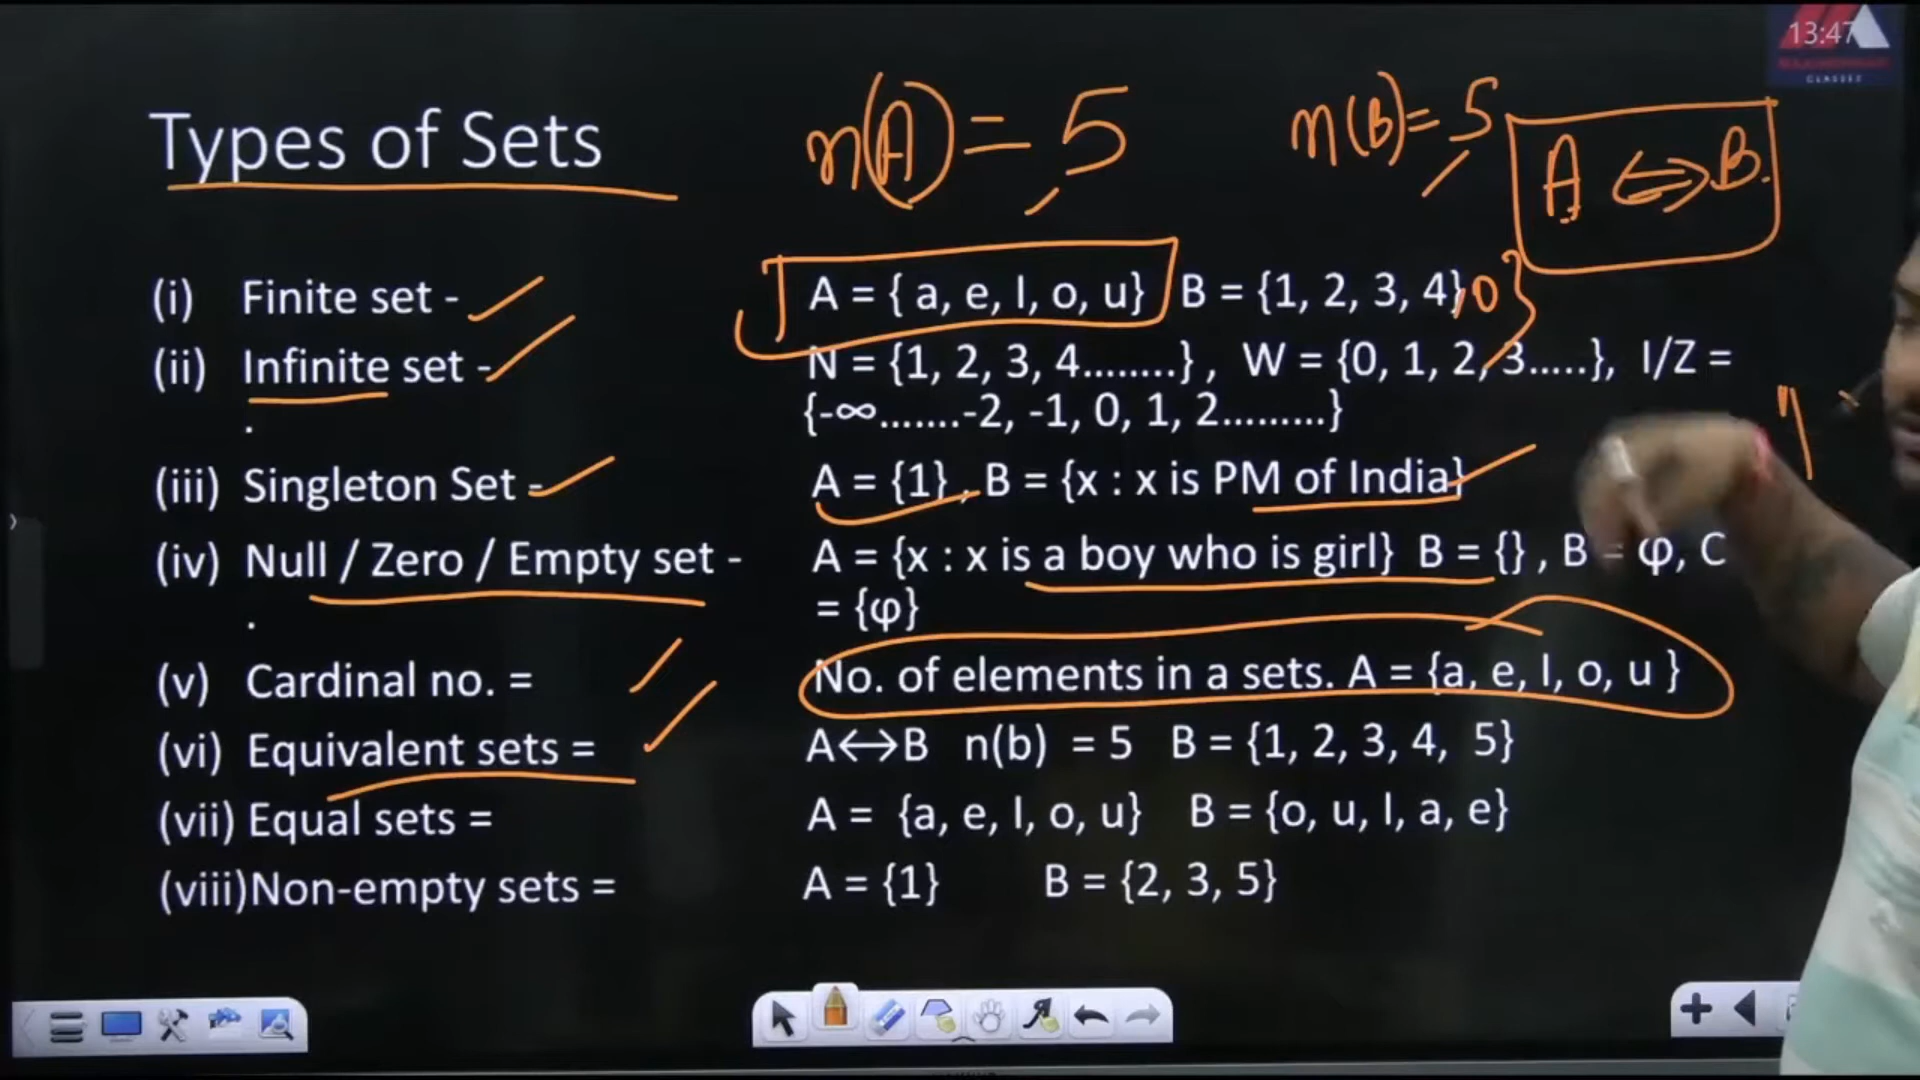 13:47
CLASSES
Types of Sets
n(A) = 5
n(B) = 5
A ⇔ B.
(i) Finite set - A = { a, e, I, o, u} B = {1, 2, 3, 4},0}
(ii) Infinite set - N = {1, 2, 3, 4........} , W = {0, 1, 2, 3.....}, I/Z =
. {-∞.......-2, -1, 0, 1, 2.........}
(iii) Singleton Set - A = {1} , B = {x : x is PM of India}
(iv) Null / Zero / Empty set - A = {x : x is a boy who is girl} B = {} , B = φ, C
. = {φ}
(v) Cardinal no. = No. of elements in a sets. A = {a, e, I, o, u }
(vi) Equivalent sets = A↔B n(b) = 5 B = {1, 2, 3, 4, 5}
(vii) Equal sets = A = {a, e, I, o, u} B = {o, u, I, a, e}
(viii)Non-empty sets = A = {1} B = {2, 3, 5}